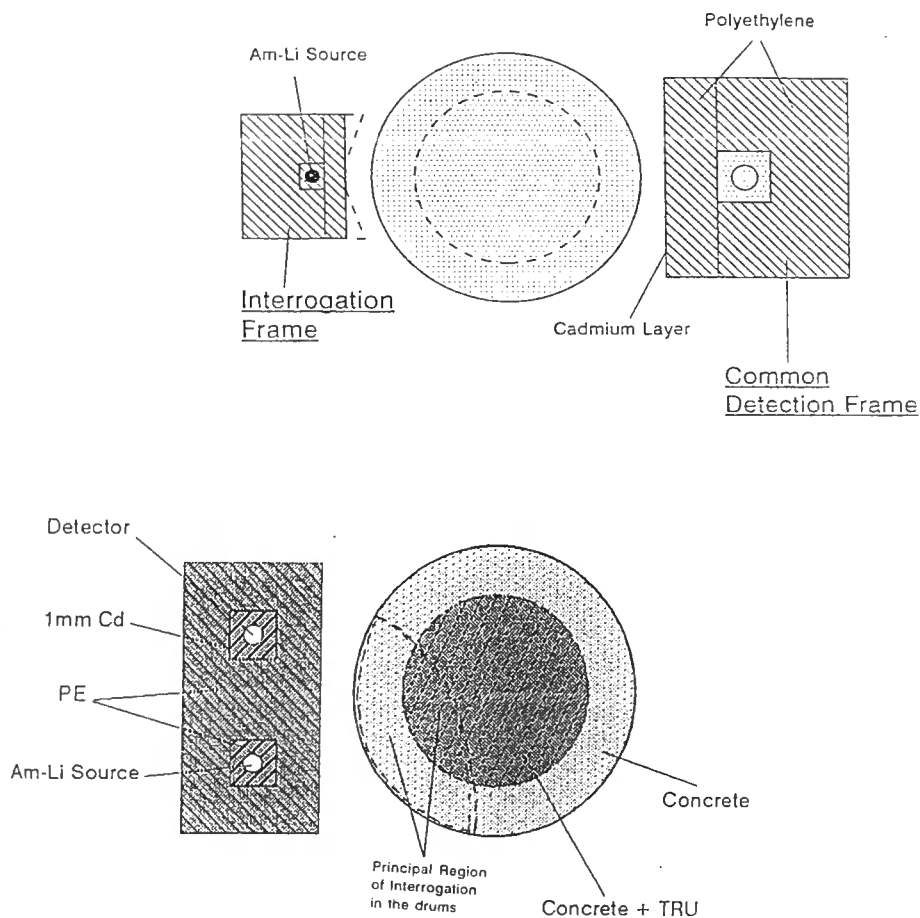 Polyethylene
Am-Li Source
Interrogation
Frame
Cadmium Layer
Common
Detection Frame
Detector
1mm Cd
PE
Am-Li Source
Concrete
Principal Region
of Interrogation
in the drums
Concrete + TRU